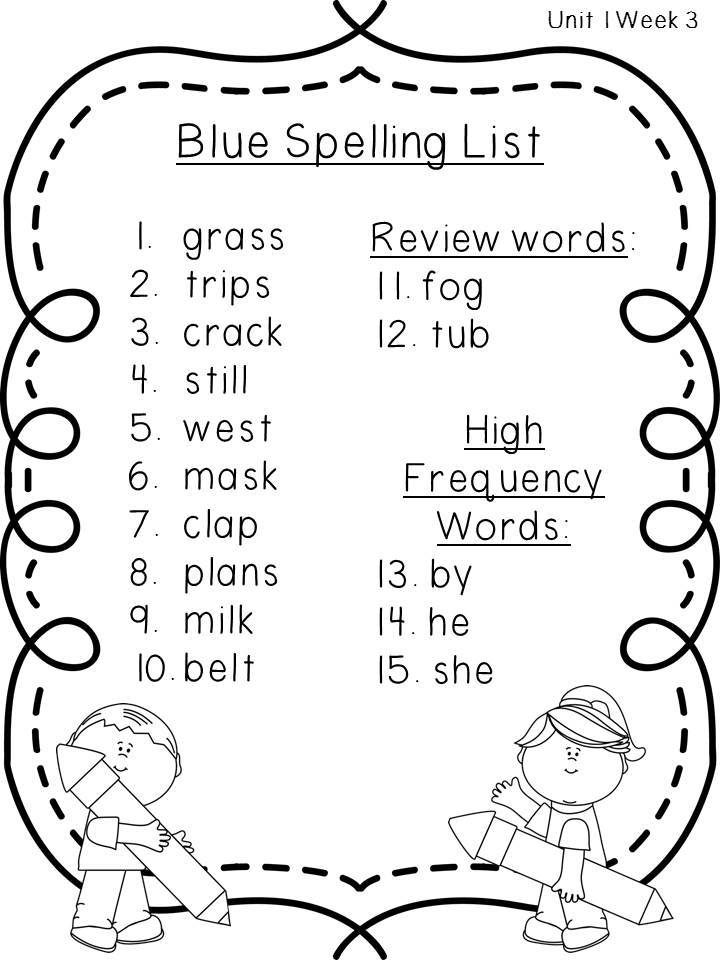 Unit 1 Week 3
Blue Spelling List
1. grass
2. trips
3. crack
4. still
5. west
6. mask
7. clap
8. plans
9. milk
10. belt
Review words:
11. fog
12. tub
High
Frequency
Words:
13. by
14. he
15. she